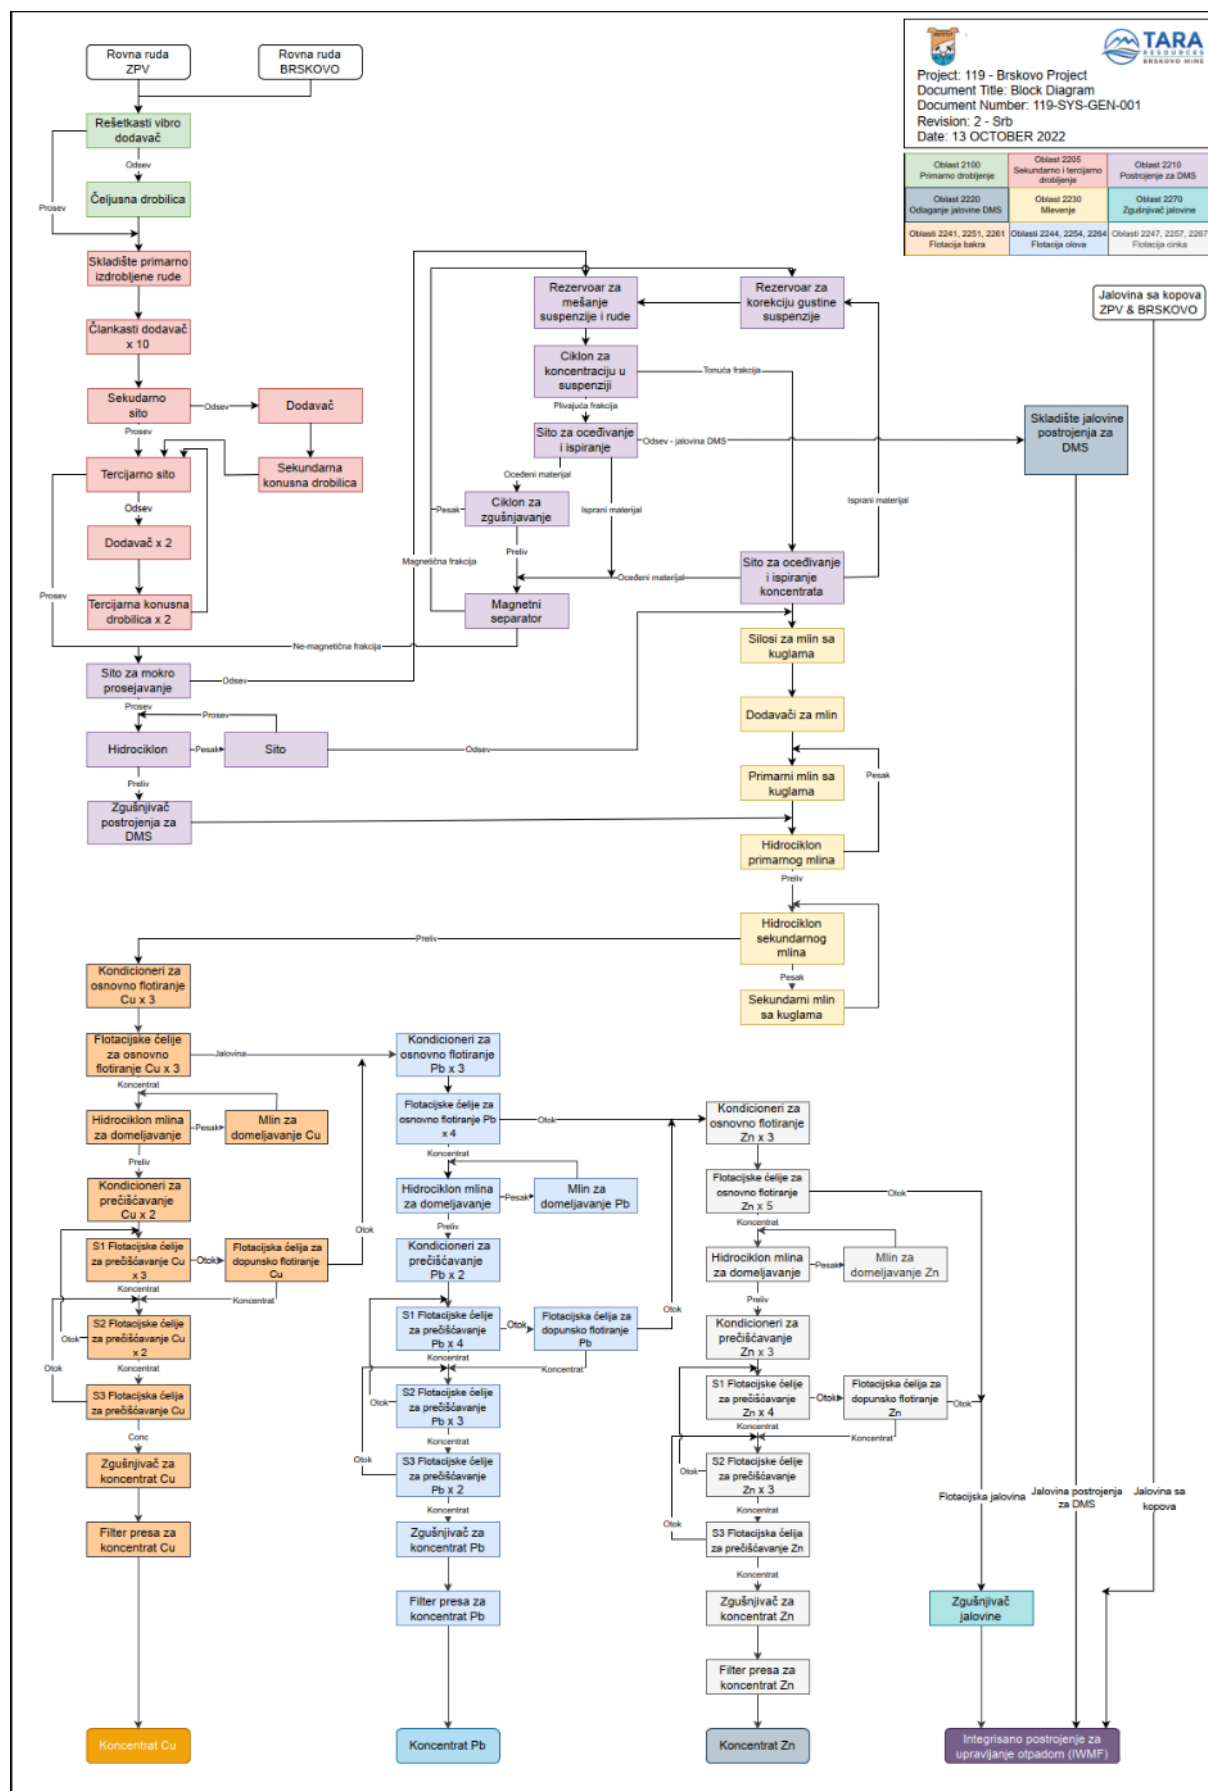 Rovna ruda
ZPV
Rovna ruda
BRSKOVO
TARA
RESOURCES
BRSKOVO MINE
Project: 119 - Brskovo Project
Document Title: Block Diagram
Document Number: 119-SYS-GEN-001
Revision: 2 - Srb
Date: 13 OCTOBER 2022
Oblast 2100
Primarno drobljenje
Oblast 2205
Sekundarno i tercijarno
drobljenje
Oblast 2210
Postrojenje za DMS
Oblast 2220
Odlaganje jalovine DMS
Oblast 2230
Mlevenje
Oblast 2270
Zgušnjivač jalovine
Oblasti 2241, 2251, 2261
Flotacija bakra
Oblasti 2244, 2254, 2264
Flotacija olova
Oblasti 2247, 2257, 2267
Flotacija cinka
Rešetkasti vibro
dodavač
Odsev
Čeljusna drobilica
Prosev
Skladište primarno
izdrobljene rude
Člankasti dodavač
x 10
Sekudarno
sito
Odsev
Dodavač
Prosev
Tercijarno sito
Sekundarna
konusna drobilica
Odsev
Dodavač x 2
Prosev
Tercijarna konusna
drobilica x 2
Rezervoar za
mešanje
suspenzije i rude
Rezervoar za
korekciju gustine
suspenzije
Jalovina sa kopova
ZPV & BRSKOVO
Ciklon za
koncentraciju u
suspenziji
Tonuća frakcija
Plivajuća frakcija
Sito za oceđivanje
i ispiranje
Odsev - jalovina DMS
Skladište jalovine
postrojenja za
DMS
Oceđeni materijal
Ciklon za
zgušnjavanje
Pesak
Isprani materijal
Isprani materijal
Preliv
Magnetična frakcija
Oceđeni materijal
Sito za oceđivanje
i ispiranje
koncentrata
Magnetni
separator
Ne-magnetična frakcija
Silosi za mlin sa
kuglama
Sito za mokro
prosejavanje
Odsev
Prosev
Prosev
Dodavači za mlin
Hidrociklon
Pesak
Sito
Odsev
Preliv
Primarni mlin sa
kuglama
Pesak
Zgušnjivač
postrojenja za
DMS
Hidrociklon
primarnog mlina
Preliv
Hidrociklon
sekundarnog
mlina
Preliv
Pesak
Sekundarni mlin
sa kuglama
Kondicioneri za
osnovno flotiranje
Cu x 3
Flotacijske ćelije
za osnovno
flotiranje Cu x 3
Jalovina
Koncentrat
Hidrociklon mlina
za domeljavanje
Pesak
Mlin za
domeljavanje Cu
Preliv
Kondicioneri za
prečišćavanje
Cu x 2
S1 Flotacijske ćelije
za prečišćavanje Cu
x 3
Otok
Flotacijska ćelija za
dopunsko flotiranje
Cu
Otok
Koncentrat
Koncentrat
S2 Flotacijske ćelije
za prečišćavanje Cu
x 2
Otok
Koncentrat
Otok
S3 Flotacijska ćelija
za prečišćavanje Cu
Conc
Zgušnjivač za
koncentrat Cu
Filter presa za
koncentrat Cu
Koncentrat Cu
Kondicioneri za
osnovno flotiranje
Pb x 3
Flotacijske ćelije za
osnovno flotiranje Pb
x 4
Otok
Koncentrat
Hidrociklon mlina
za domeljavanje
Pesak
Mlin za
domeljavanje Pb
Preliv
Kondicioneri za
prečišćavanje
Pb x 2
S1 Flotacijske ćelije
za prečišćavanje
Pb x 4
Otok
Flotacijska ćelija za
dopunsko flotiranje
Pb
Otok
Koncentrat
Koncentrat
S2 Flotacijske ćelije
za prečišćavanje
Pb x 3
Otok
Koncentrat
Otok
S3 Flotacijske ćelije
za prečišćavanje
Pb x 2
Koncentrat
Zgušnjivač za
koncentrat Pb
Filter presa za
koncentrat Pb
Koncentrat Pb
Kondicioneri za
osnovno flotiranje
Zn x 3
Flotacijske ćelije za
osnovno flotiranje
Zn x 5
Otok
Koncentrat
Hidrociklon mlina
za domeljavanje
Pesak
Mlin za
domeljavanje Zn
Preliv
Kondicioneri za
prečišćavanje
Zn x 3
S1 Flotacijske ćelije
za prečišćavanje
Zn x 4
Otok
Flotacijska ćelija za
dopunsko flotiranje
Zn
Otok
Koncentrat
Koncentrat
S2 Flotacijske ćelije
za prečišćavanje
Zn x 3
Otok
Koncentrat
Otok
S3 Flotacijska ćelija
za prečišćavanje Zn
Koncentrat
Zgušnjivač za
koncentrat Zn
Filter presa za
koncentrat Zn
Koncentrat Zn
Flotacijska jalovina
Jalovina postrojenja
za DMS
Jalovina sa
kopova
Zgušnjivač
jalovine
Integrisano postrojenje za
upravljanje otpadom (IWMF)